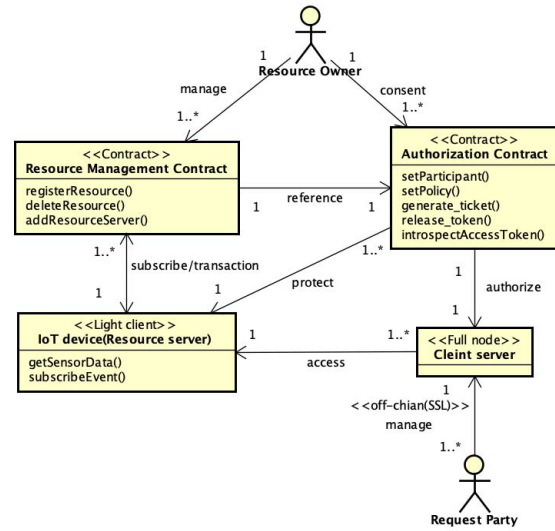 1
1
Resource Owner
manage
consent
1..*
1..*
<<Contract>>
Resource Management Contract
registerResource()
deleteResource()
addResourceServer()
<<Contract>>
Authorization Contract
setParticipant()
setPolicy()
generate_ticket()
release_token()
introspectAccessToken()
reference
1
1
1..*
subscribe/transaction
1
1..*
protect
1
1
authorize
1
<<Light client>>
IoT device(Resource server)
getSensorData()
subscribeEvent()
1
1..*
access
<<Full node>>
Cleint server
1
<<off-chian(SSL)>>
manage
1..*
Request Party